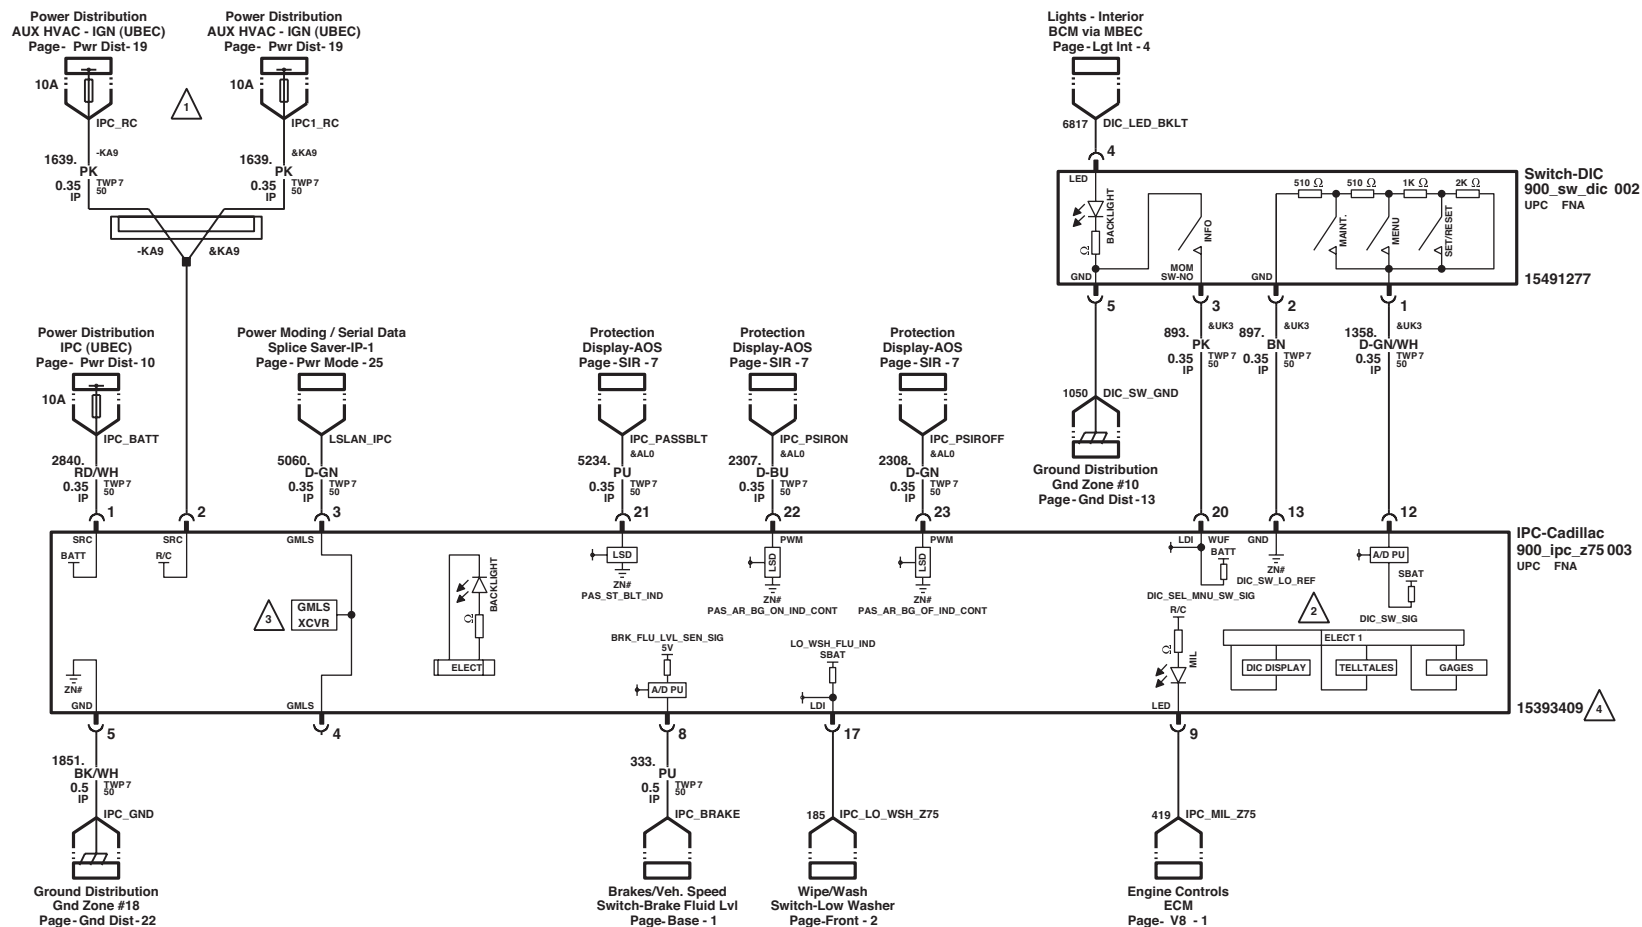 Power Distribution
AUX HVAC - IGN (UBEC)
Page- Pwr Dist-19
10A
IPC_RC
-KA9
1639.
PK
0.35
TWP 7
50
IP
1
Power Distribution
AUX HVAC - IGN (UBEC)
Page- Pwr Dist-19
10A
IPC1_RC
&KA9
1639.
PK
0.35
TWP 7
50
IP
-KA9
&KA9
Lights - Interior
BCM via MBEC
Page-Lgt Int - 4
6817
DIC_LED_BKLT
4
LED
BACKLIGHT
Ω
GND
INFO
MOM
SW-NO
GND
510 Ω
510 Ω
1K Ω
2K Ω
MAINT.
MENU
SET/RESET
Switch-DIC
900_sw_dic 002
UPC FNA
15491277
5
3
2
1
893.
&UK3
PK
0.35
TWP 7
50
IP
897.
&UK3
BN
0.35
TWP 7
50
IP
1358.
&UK3
D-GN/WH
0.35
TWP 7
50
IP
1050
DIC_SW_GND
Ground Distribution
Gnd Zone #10
Page-Gnd Dist-13
Power Distribution
IPC (UBEC)
Page- Pwr Dist-10
10A
IPC_BATT
2840.
RD/WH
0.35
TWP 7
50
IP
Power Moding / Serial Data
Splice Saver-IP-1
Page-Pwr Mode-25
LSLAN_IPC
5060.
D-GN
0.35
TWP 7
50
IP
Protection
Display-AOS
Page-SIR - 7
IPC_PASSBLT
&AL0
5234.
PU
0.35
TWP 7
50
IP
Protection
Display-AOS
Page-SIR - 7
IPC_PSIRON
&AL0
2307.
D-BU
0.35
TWP 7
50
IP
Protection
Display-AOS
Page-SIR - 7
IPC_PSIROFF
&AL0
2308.
D-GN
0.35
TWP 7
50
IP
1
2
3
21
22
23
20
13
12
SRC
BATT
SRC
R/C
GMLS
3
GMLS
XCVR
BACKLIGHT
Ω
ELECT
LSD
ZN#
PAS_ST_BLT_IND
PWM
LSD
ZN#
PAS_AR_BG_ON_IND_CONT
PWM
LSD
ZN#
PAS_AR_BG_OF_IND_CONT
LDI
WUF
BATT
DIC_SEL_MNU_SW_SIG
GND
ZN#
DIC_SW_LO_REF
A/D PU
SBAT
DIC_SW_SIG
2
IPC-Cadillac
900_ipc_z75 003
UPC FNA
BRK_FLU_LVL_SEN_SIG
5V
A/D PU
LO_WSH_FLU_IND
SBAT
LDI
R/C
Ω
MIL
LED
ELECT 1
DIC DISPLAY
TELLTALES
GAGES
ZN#
GND
GMLS
15393409
4
5
4
8
17
9
1851.
BK/WH
0.5
TWP 7
50
IP
IPC_GND
Ground Distribution
Gnd Zone #18
Page-Gnd Dist-22
333.
PU
0.5
TWP 7
50
IP
IPC_BRAKE
Brakes/Veh. Speed
Switch-Brake Fluid Lvl
Page-Base - 1
185
IPC_LO_WSH_Z75
Wipe/Wash
Switch-Low Washer
Page-Front - 2
419
IPC_MIL_Z75
Engine Controls
ECM
Page- V8 - 1